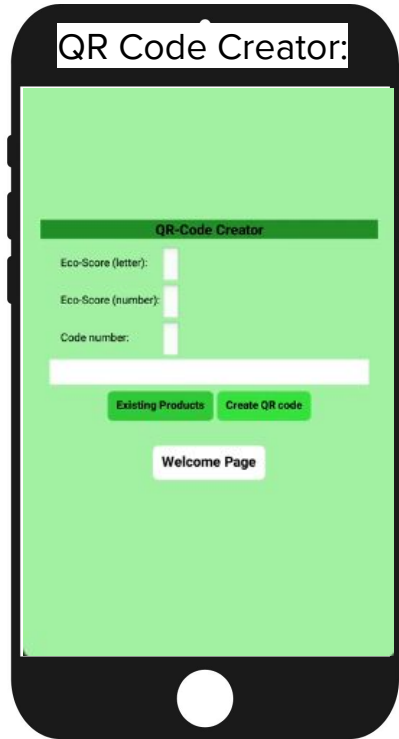 QR Code Creator:
QR-Code Creator
Eco-Score (letter):
Eco-Score (number):
Code number:
Existing Products Create QR code
Welcome Page